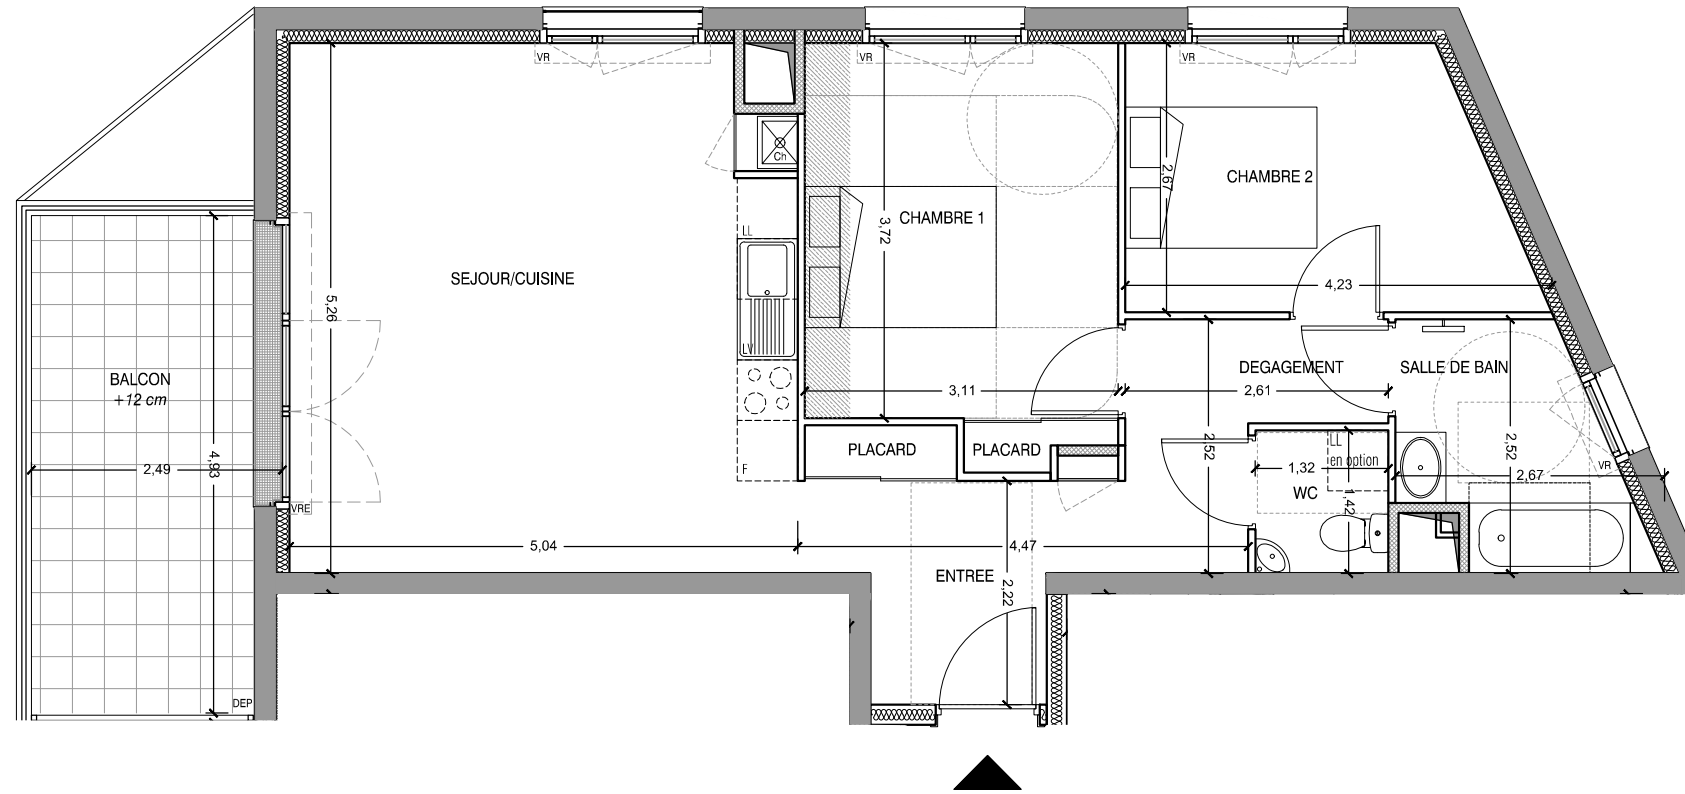 VR
VR
VR
Ch
CHAMBRE 2
2,67
CHAMBRE 1
3,72
LL
SEJOUR/CUISINE
5,26
4,23
LV
BALCON
+12 cm
DEGAGEMENT
SALLE DE BAIN
3,11
2,61
PLACARD
PLACARD
2,52
LL
en option
2,52
4,93
2,49
F
1,32
WC
1,42
VR
2,67
VRE
5,04
4,47
ENTREE
2,22
DEP